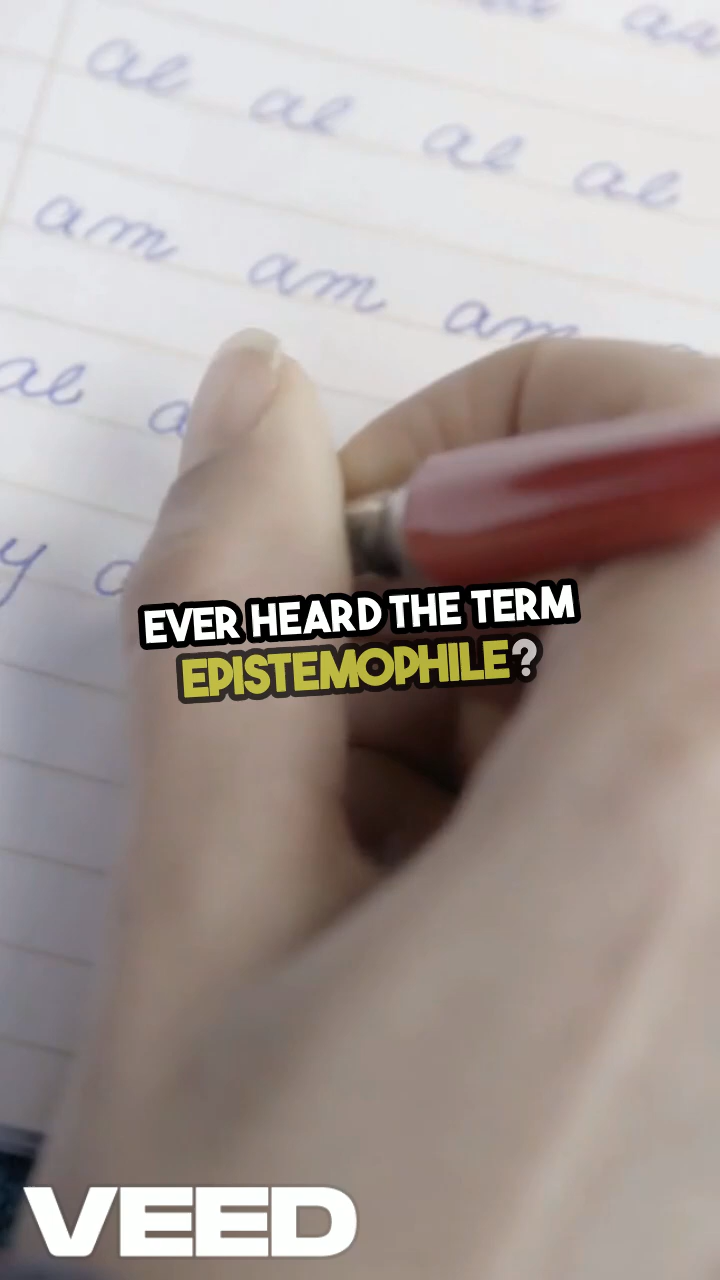 al al al al
am am am
al a
y a
EVER HEARD THE TERM
EPISTEMOPHILE?
VEED